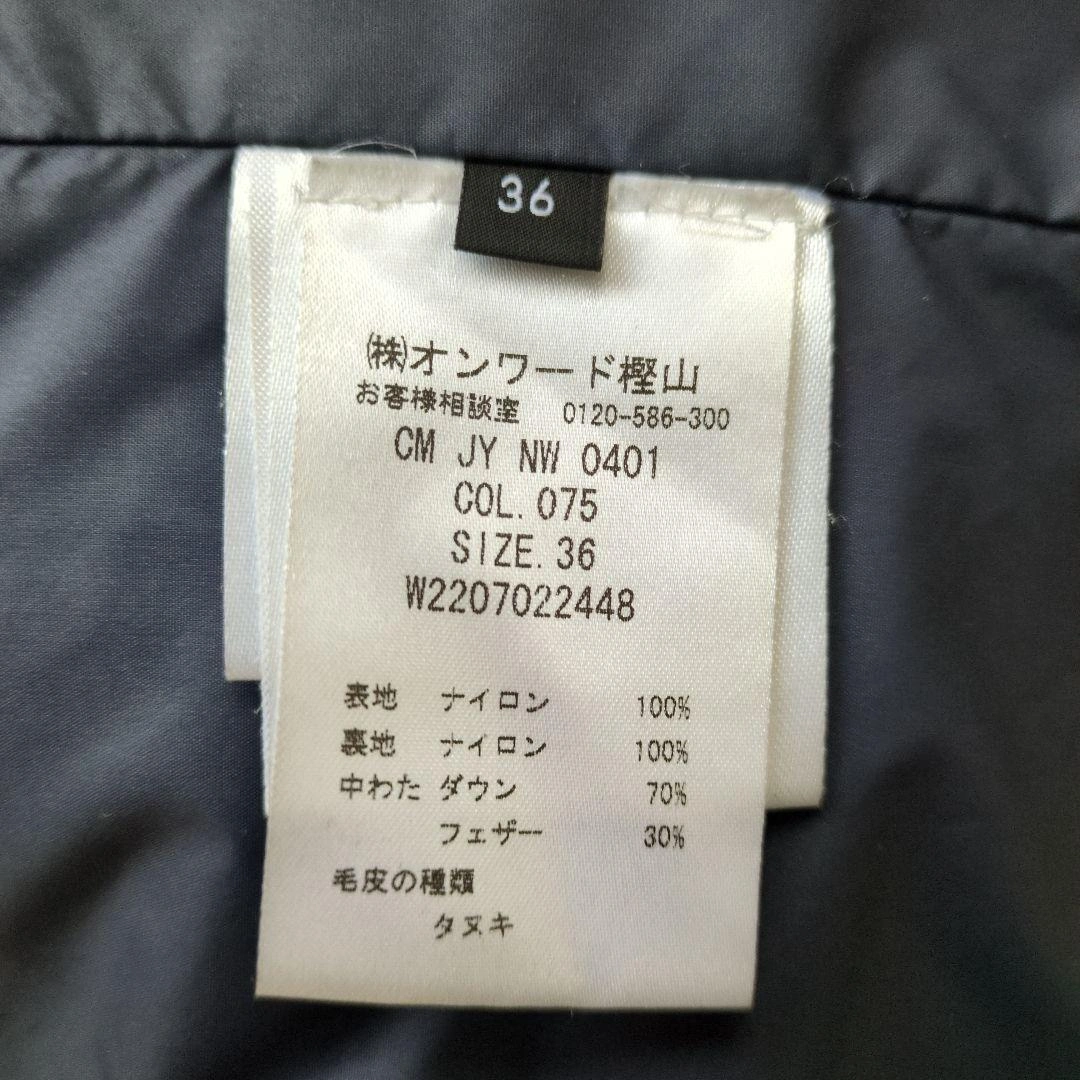 36
㈱オンワード樫山
お客様相談室 0120-586-300
CM JY NW 0401
COL. 075
SIZE. 36
W2207022448
表地 ナイロン 100%
裏地 ナイロン 100%
中わた ダウン 70%
フェザー 30%
毛皮の種類
タヌキ